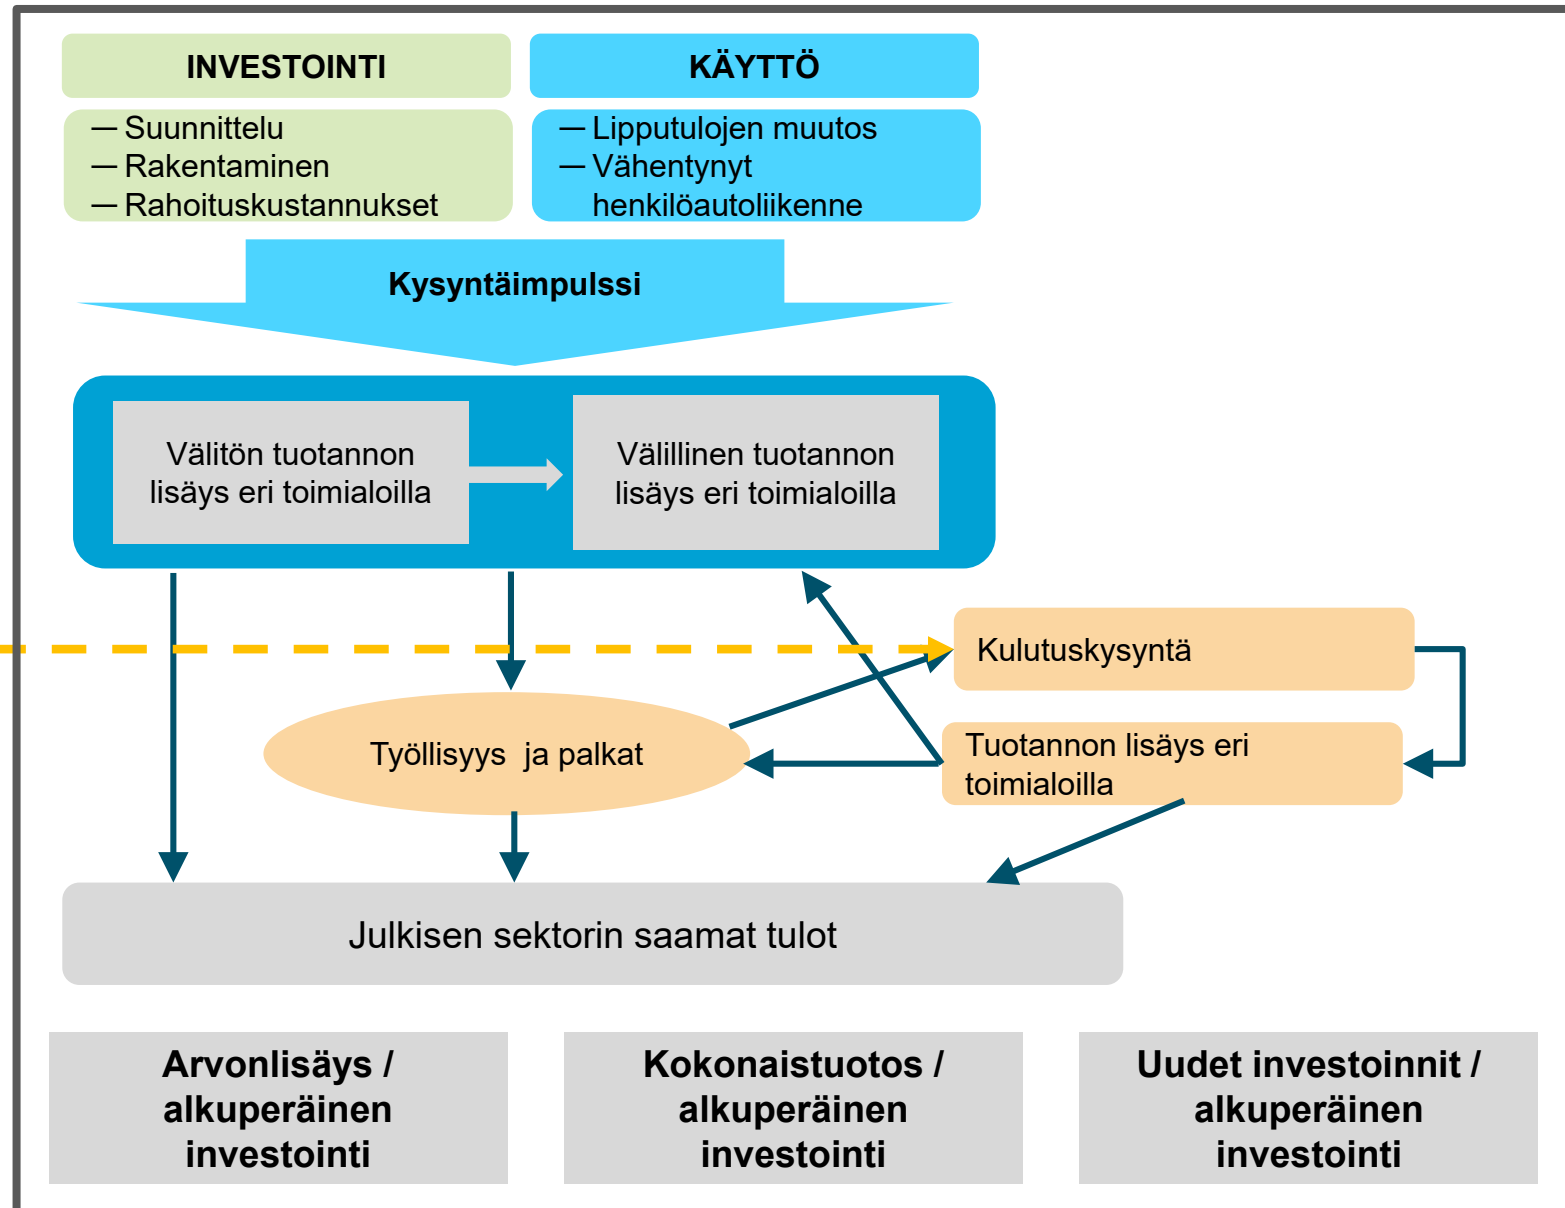 INVESTOINTI
KÄYTTÖ
— Suunnittelu
— Rakentaminen
— Rahoituskustannukset
— Lipputulojen muutos
— Vähentynyt
henkilöautoliikenne
Kysyntäimpulssi
Välitön tuotannon
lisäys eri toimialoilla
Välillinen tuotannon
lisäys eri toimialoilla
Kulutuskysyntä
Työllisyys ja palkat
Tuotannon lisäys eri
toimialoilla
Julkisen sektorin saamat tulot
Arvonlisäys /
alkuperäinen
investointi
Kokonaistuotos /
alkuperäinen
investointi
Uudet investoinnit /
alkuperäinen
investointi